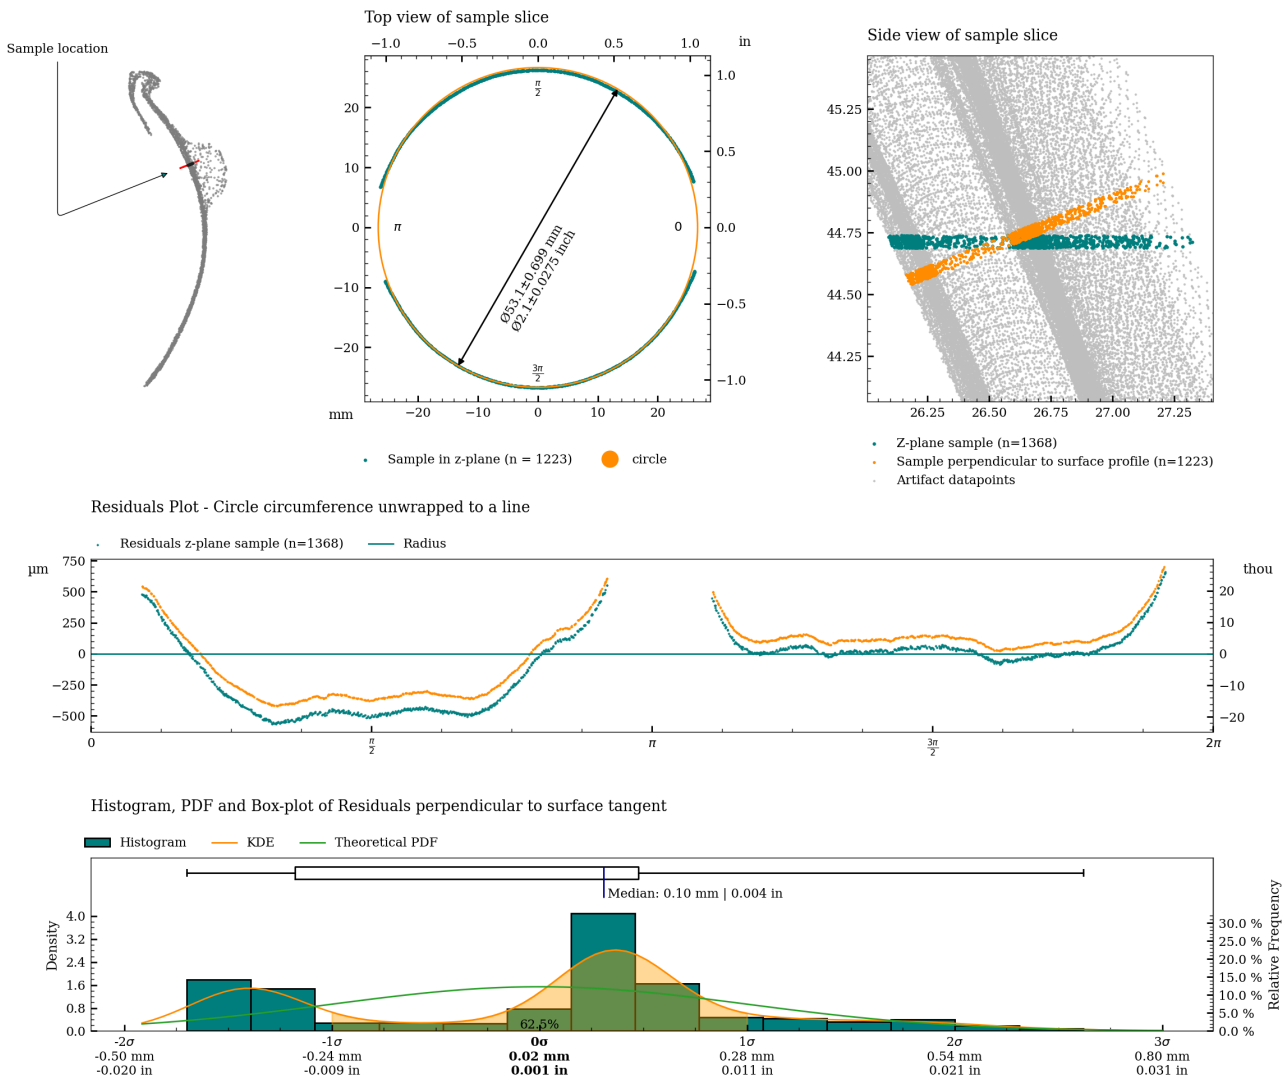 Sample location
Top view of sample slice
−1.0 −0.5 0.0 0.5 1.0 in
20
10
0
−10
−20
1.0
0.5
0.0
−0.5
−1.0
π/2
π
0
3π/2
Ø53.1±0.699 mm
Ø2.1±0.0275 inch
mm −20 −10 0 10 20
Sample in z-plane (n = 1223) circle
Side view of sample slice
45.25
45.00
44.75
44.50
44.25
26.25 26.50 26.75 27.00 27.25
Z-plane sample (n=1368)
Sample perpendicular to surface profile (n=1223)
Artifact datapoints
Residuals Plot - Circle circumference unwrapped to a line
Residuals z-plane sample (n=1368) Radius
µm
750
500
250
0
−250
−500
thou
20
10
0
−10
−20
0 π/2 π 3π/2 2π
Histogram, PDF and Box-plot of Residuals perpendicular to surface tangent
Histogram KDE Theoretical PDF
Median: 0.10 mm | 0.004 in
Density
4.0
3.2
2.4
1.6
0.8
0.0
62.5%
Relative Frequency
30.0 %
25.0 %
20.0 %
15.0 %
10.0 %
5.0 %
0.0 %
-2σ -1σ 0σ 1σ 2σ 3σ
-0.50 mm -0.24 mm 0.02 mm 0.28 mm 0.54 mm 0.80 mm
-0.020 in -0.009 in 0.001 in 0.011 in 0.021 in 0.031 in